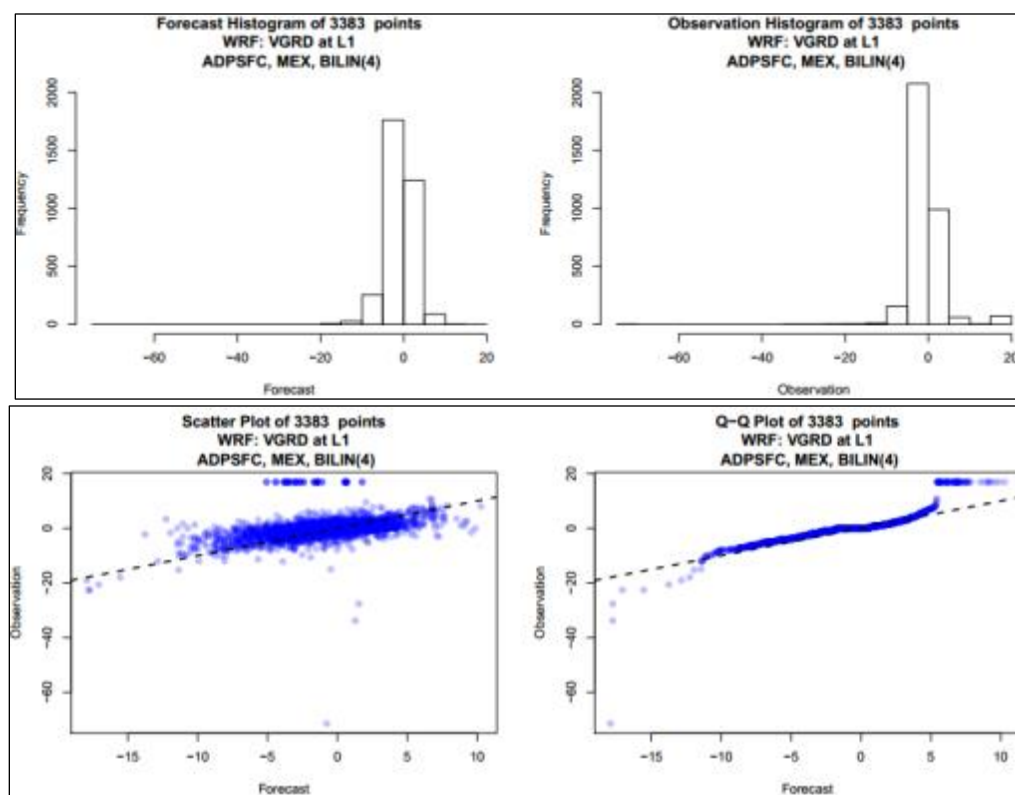 Forecast Histogram of 3383 points
WRF: VGRD at L1
ADPSFC, MEX, BILIN(4)
Frequency
2000
1500
1000
500
0
−60
−40
−20
0
20
Forecast
Observation Histogram of 3383 points
WRF: VGRD at L1
ADPSFC, MEX, BILIN(4)
Frequency
2000
1500
1000
500
0
−60
−40
−20
0
20
Observation
Scatter Plot of 3383 points
WRF: VGRD at L1
ADPSFC, MEX, BILIN(4)
Observation
20
0
−20
−40
−60
−15
−10
−5
0
5
10
Forecast
Q−Q Plot of 3383 points
WRF: VGRD at L1
ADPSFC, MEX, BILIN(4)
Observation
20
0
−20
−40
−60
−15
−10
−5
0
5
10
Forecast